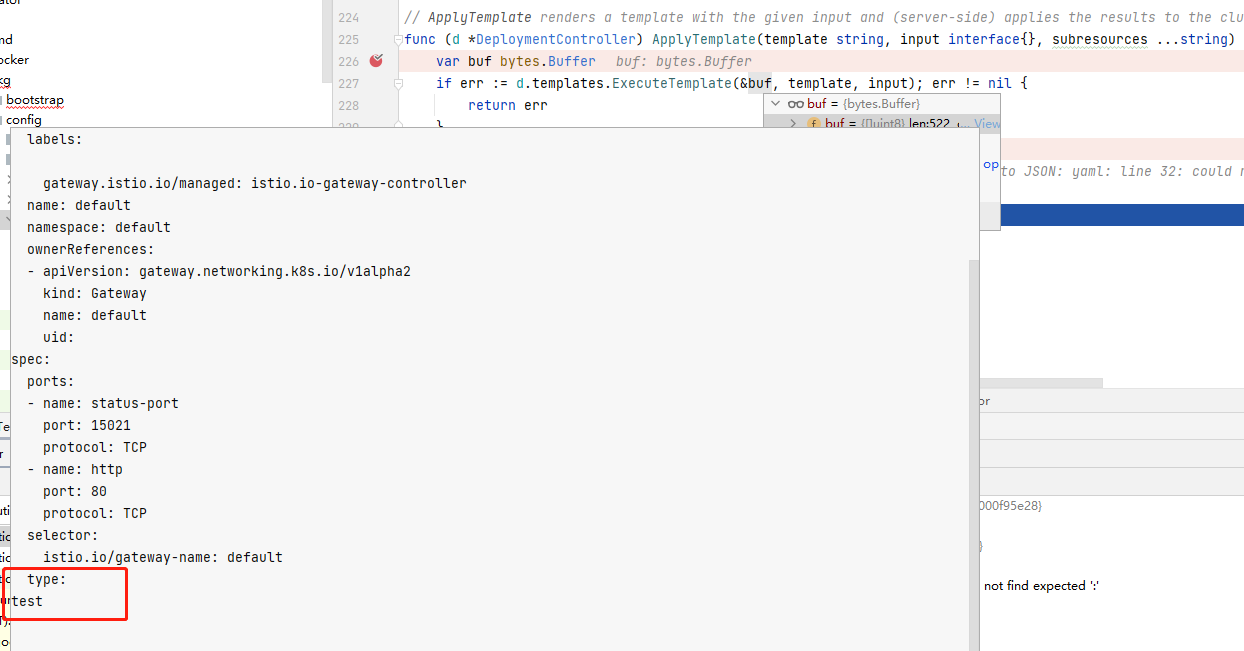 224 // ApplyTemplate renders a template with the given input and (server-side) applies the results to the clu
225 func (d *DeploymentController) ApplyTemplate(template string, input interface{}, subresources ...string)
226 var buf bytes.Buffer buf: bytes.Buffer
227 if err := d.templates.ExecuteTemplate(&buf, template, input); err != nil {
228 return err
}
bootstrap
config
buf = {bytes.Buffer}
buf = {[]uint8} len:522 ... View
op
to JSON: yaml: line 32: could n
labels:
gateway.istio.io/managed: istio.io-gateway-controller
name: default
namespace: default
ownerReferences:
- apiVersion: gateway.networking.k8s.io/v1alpha2
kind: Gateway
name: default
uid:
spec:
ports:
- name: status-port
port: 15021
protocol: TCP
- name: http
port: 80
protocol: TCP
selector:
istio.io/gateway-name: default
type:
test
or
000f95e28}
not find expected ':'